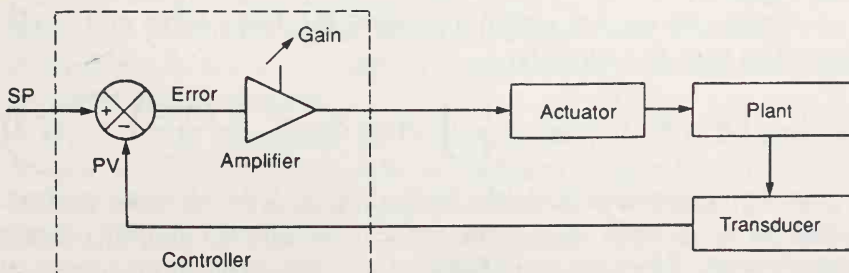 Gain
SP
+
Error
−
PV
Amplifier
Actuator
Plant
Transducer
Controller